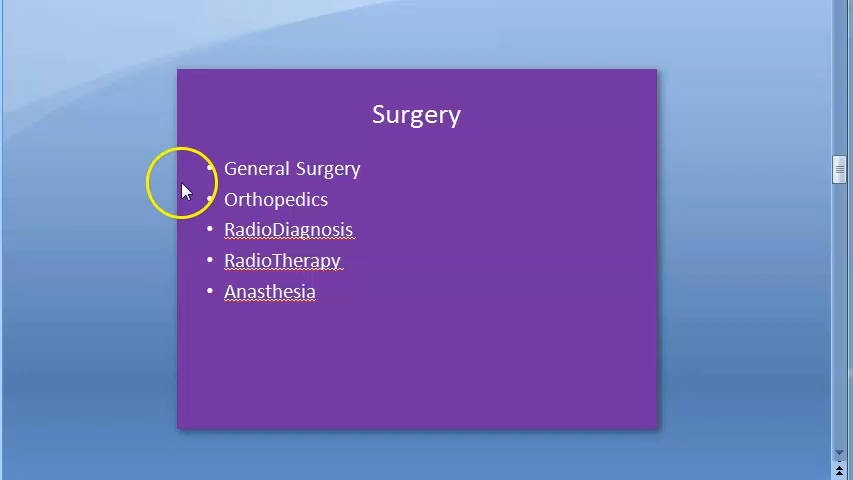 Surgery
• General Surgery
• Orthopedics
• RadioDiagnosis
• RadioTherapy
• Anasthesia